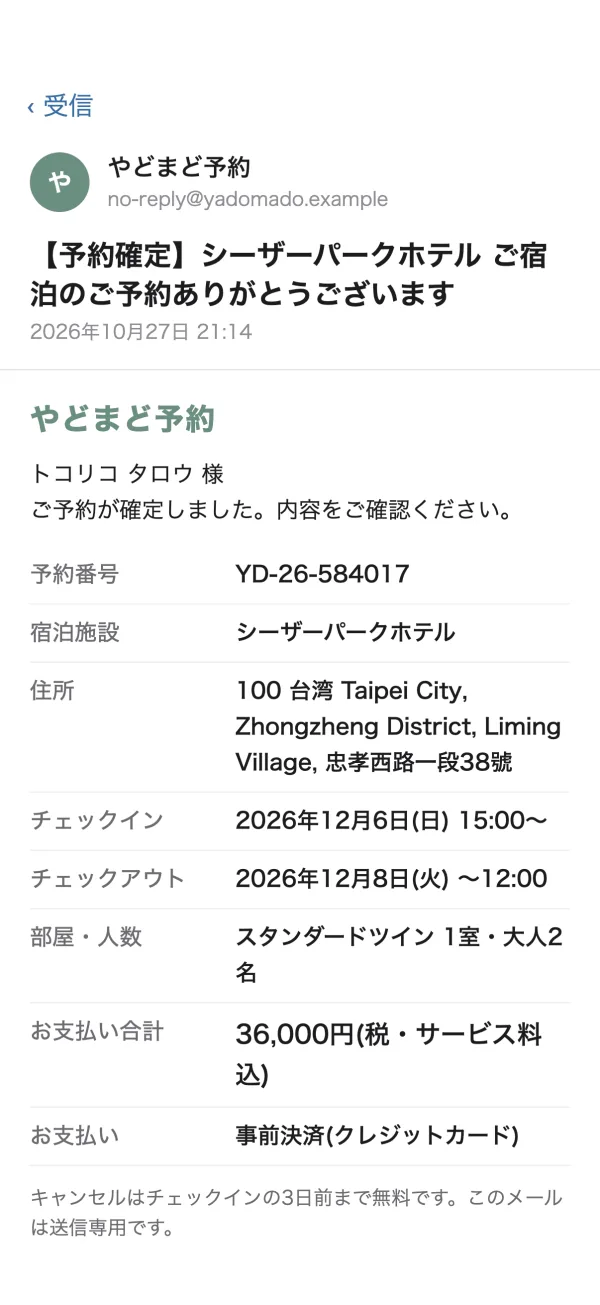 ‹ 受信
や
やどまど予約
no-reply@yadomado.example
【予約確定】シーザーパークホテル ご宿
泊のご予約ありがとうございます
2026年10月27日 21:14
やどまど予約
トコリコ タロウ 様
ご予約が確定しました。内容をご確認ください。
予約番号 YD-26-584017
宿泊施設 シーザーパークホテル
住所 100 台湾 Taipei City,
Zhongzheng District, Liming
Village, 忠孝西路一段38號
チェックイン 2026年12月6日(日) 15:00〜
チェックアウト 2026年12月8日(火) 〜12:00
部屋・人数 スタンダードツイン 1室・大人2
名
お支払い合計 36,000円(税・サービス料
込)
お支払い 事前決済(クレジットカード)
キャンセルはチェックインの3日前まで無料です。このメール
は送信専用です。